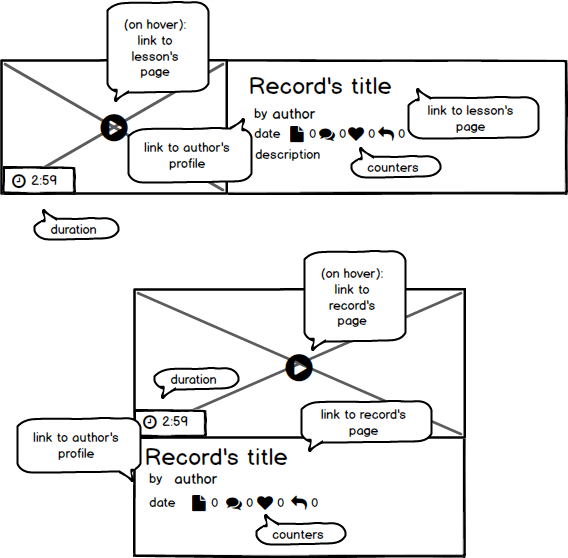 (on hover):
link to
lesson's
page
Record's title
link to lesson's
page
by author
date 0 0 0 0
link to author's
profile
description
counters
2:59
duration
(on hover):
link to
record's
page
duration
2:59
link to record's
page
link to author's
profile
Record's title
by author
date 0 0 0 0
counters